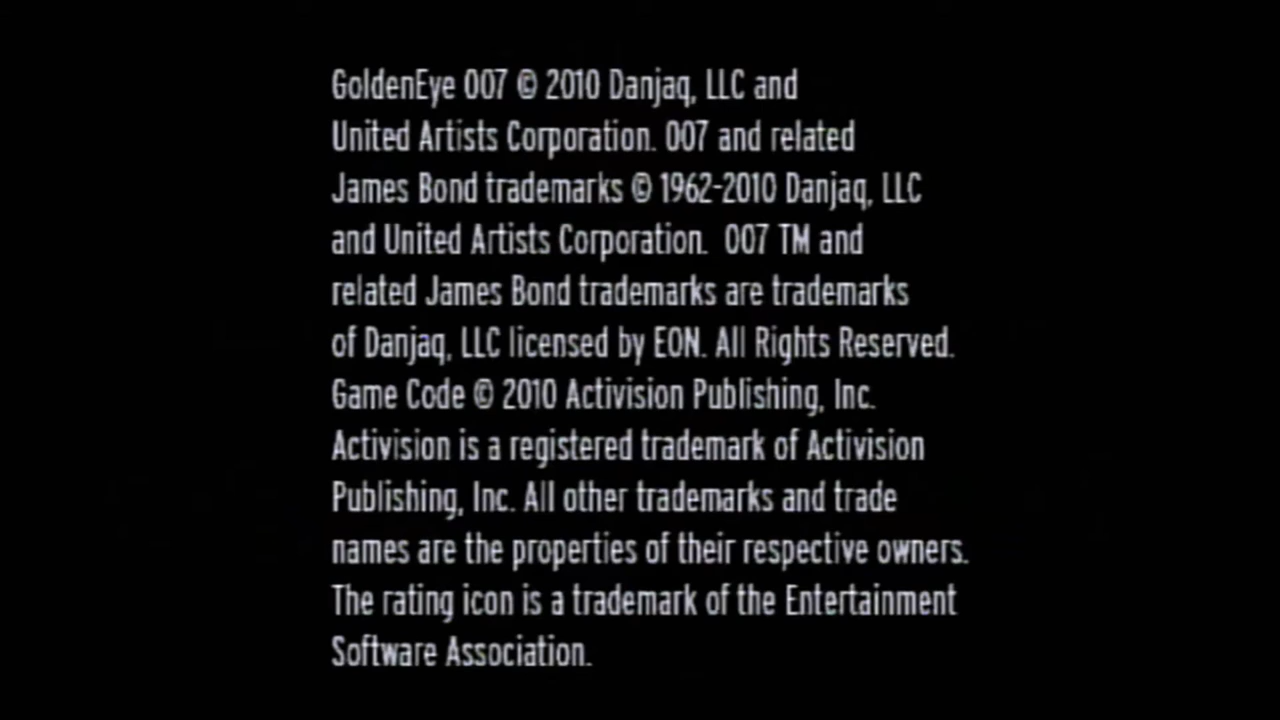 GoldenEye 007 © 2010 Danjaq, LLC and
United Artists Corporation. 007 and related
James Bond trademarks © 1962-2010 Danjaq, LLC
and United Artists Corporation.  007 TM and
related James Bond trademarks are trademarks
of Danjaq, LLC licensed by EON. All Rights Reserved.
Game Code © 2010 Activision Publishing, Inc.
Activision is a registered trademark of Activision
Publishing, Inc. All other trademarks and trade
names are the properties of their respective owners.
The rating icon is a trademark of the Entertainment
Software Association.